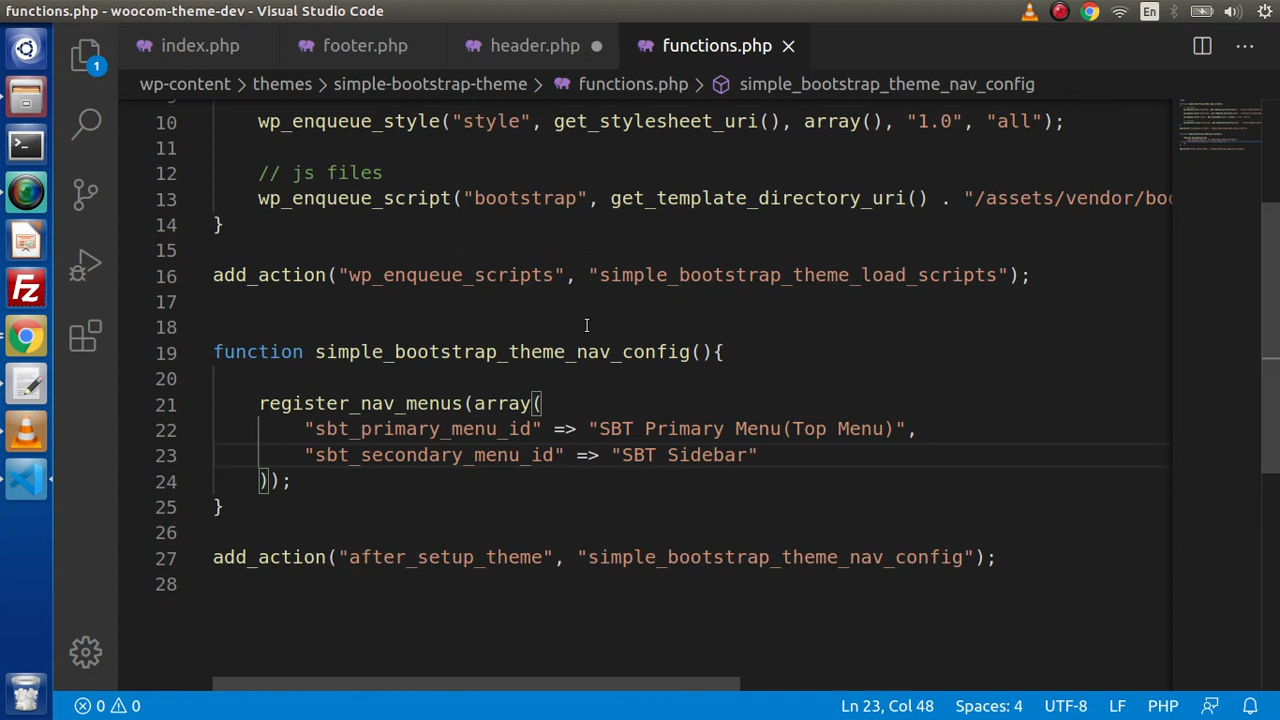 functions.php - woocom-theme-dev - Visual Studio Code
En
index.php footer.php header.php functions.php
1
wp-content > themes > simple-bootstrap-theme > functions.php > simple_bootstrap_theme_nav_config
10 wp_enqueue_style("style", get_stylesheet_uri(), array(), "1.0", "all");
11
12 // js files
13 wp_enqueue_script("bootstrap", get_template_directory_uri() . "/assets/vendor/boo
14 }
15
16 add_action("wp_enqueue_scripts", "simple_bootstrap_theme_load_scripts");
17
18
19 function simple_bootstrap_theme_nav_config(){
20
21 register_nav_menus(array(
22 "sbt_primary_menu_id" => "SBT Primary Menu(Top Menu)",
23 "sbt_secondary_menu_id" => "SBT Sidebar"
24 ));
25 }
26
27 add_action("after_setup_theme", "simple_bootstrap_theme_nav_config");
28
0 0 Ln 23, Col 48 Spaces: 4 UTF-8 LF PHP